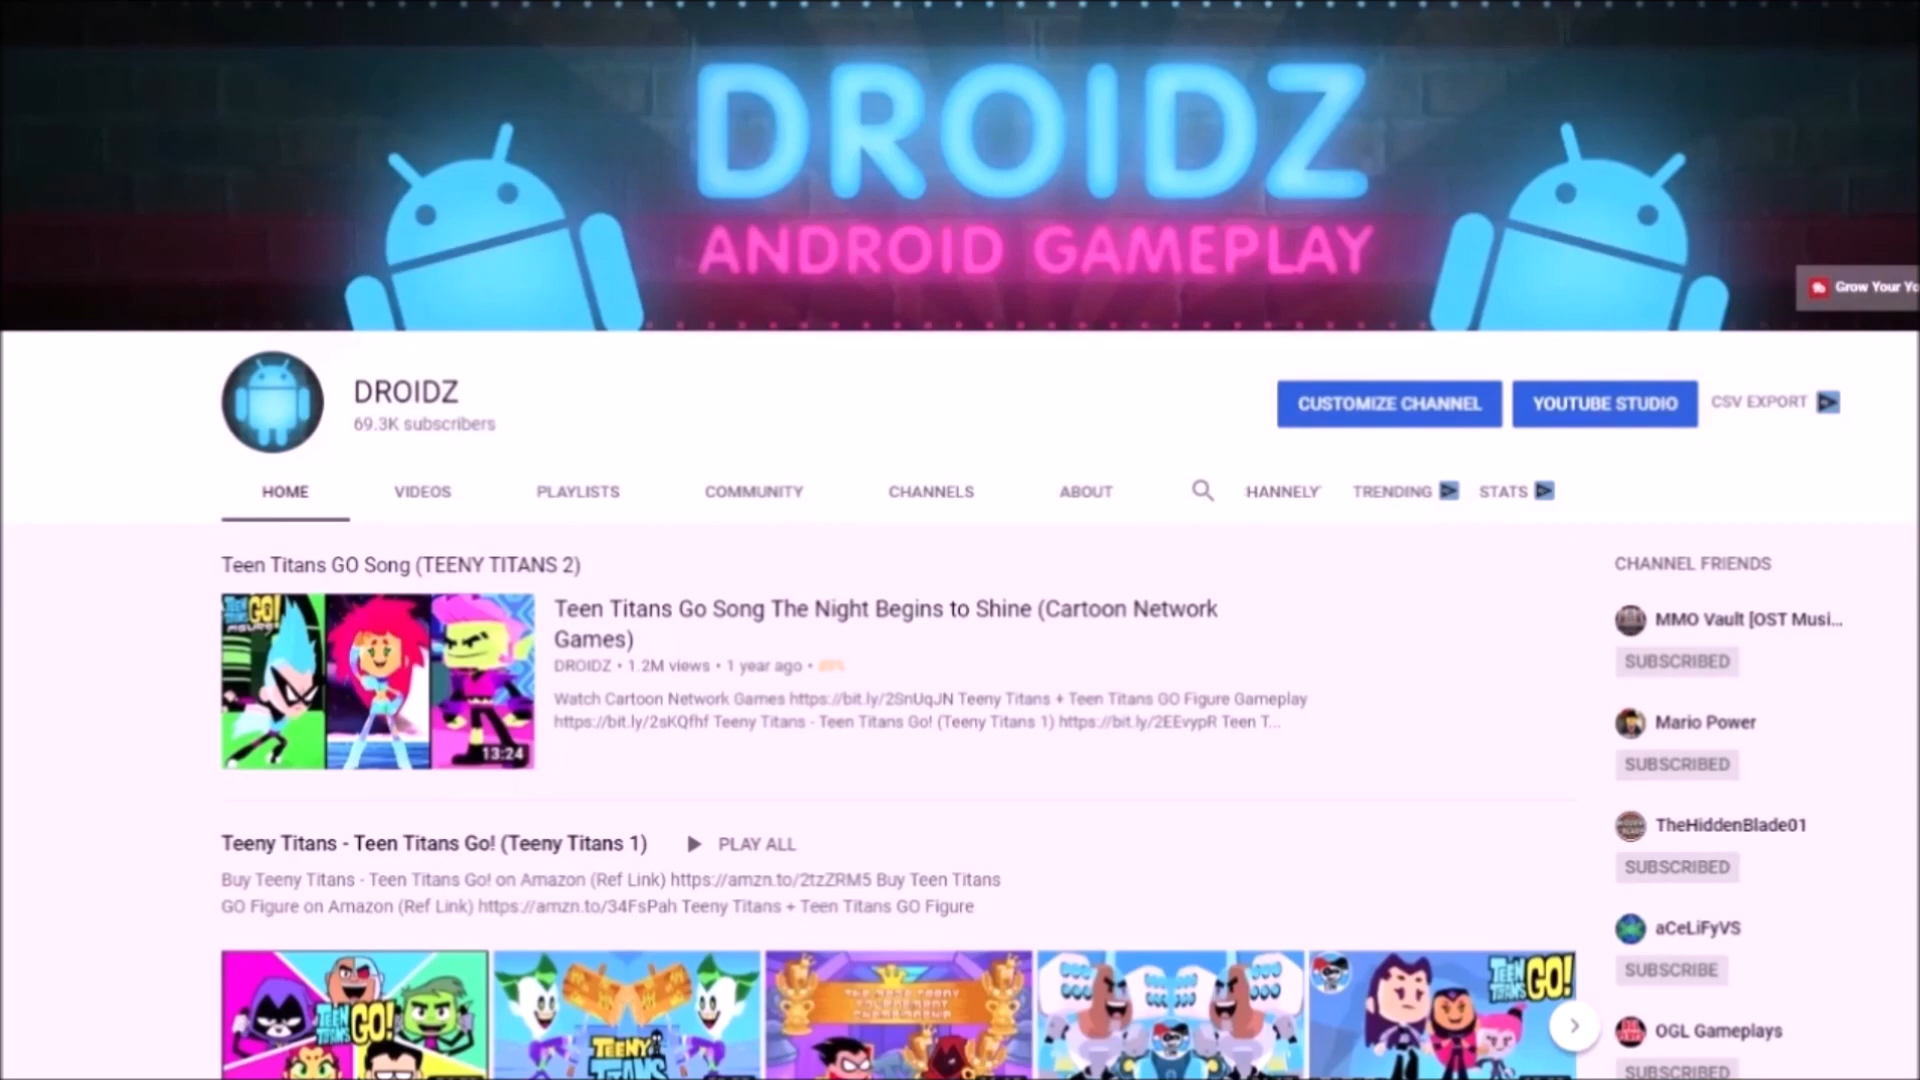 DROIDZ
ANDROID GAMEPLAY
Grow Your Yo
DROIDZ
69.3K subscribers
CUSTOMIZE CHANNEL
YOUTUBE STUDIO
CSV EXPORT
HOME VIDEOS PLAYLISTS COMMUNITY CHANNELS ABOUT HANNELY TRENDING STATS
Teen Titans GO Song (TEENY TITANS 2)
CHANNEL FRIENDS
TEEN TITANS GO!
13:24
Teen Titans Go Song The Night Begins to Shine (Cartoon Network
Games)
DROIDZ • 1.2M views • 1 year ago •
Watch Cartoon Network Games https://bit.ly/2SnUqJN Teeny Titans + Teen Titans GO Figure Gameplay
https://bit.ly/2sKQfhf Teeny Titans - Teen Titans Go! (Teeny Titans 1) https://bit.ly/2EEvypR Teen T...
MMO Vault [OST Musi...
SUBSCRIBED
Mario Power
SUBSCRIBED
TheHiddenBlade01
SUBSCRIBED
aCeLiFyVS
SUBSCRIBE
OGL Gameplays
SUBSCRIBED
Teeny Titans - Teen Titans Go! (Teeny Titans 1) PLAY ALL
Buy Teeny Titans - Teen Titans Go! on Amazon (Ref Link) https://amzn.to/2tzZRM5 Buy Teen Titans
GO Figure on Amazon (Ref Link) https://amzn.to/34FsPah Teeny Titans + Teen Titans GO Figure
TEEN TITANS GO!
TEENY TITANS
TEEN TITANS GO!